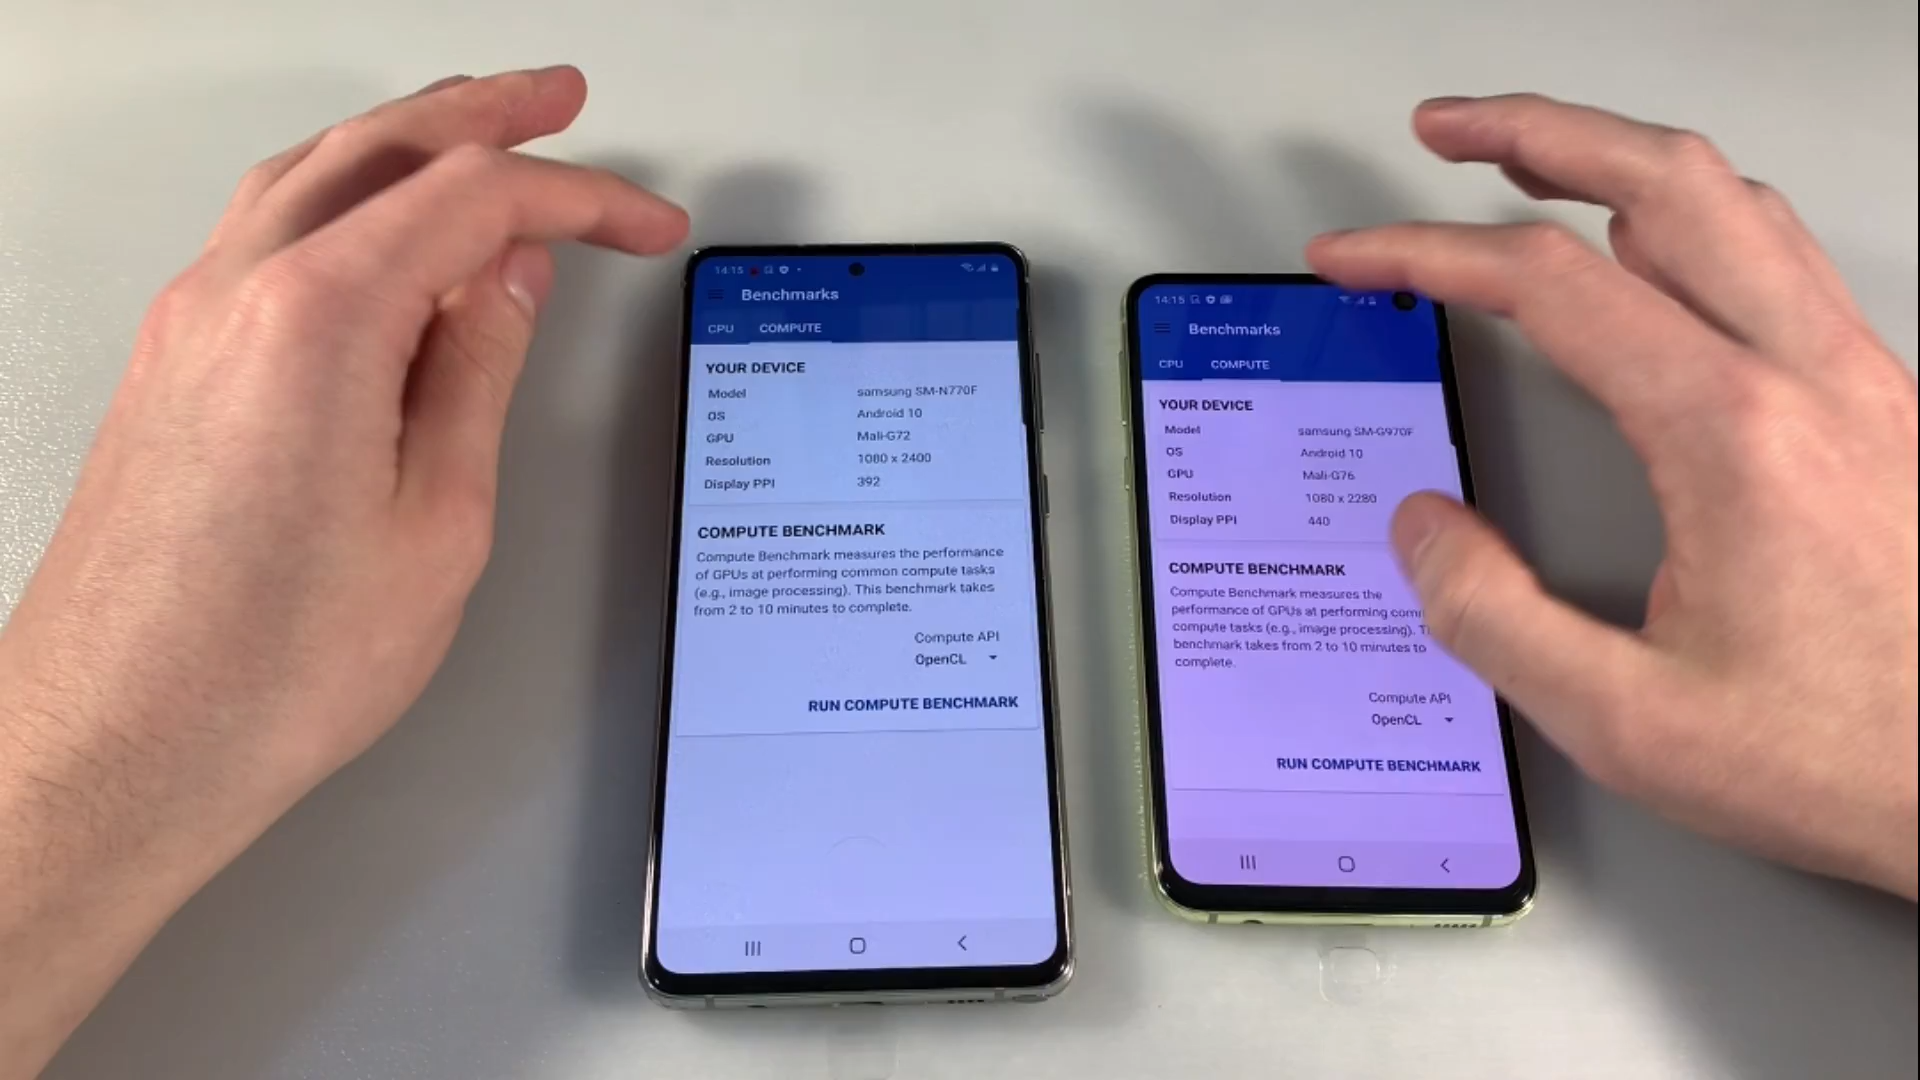 14:15
Benchmarks
CPU COMPUTE
YOUR DEVICE
Model samsung SM-N770F
OS Android 10
GPU Mali-G72
Resolution 1080 x 2400
Display PPI 392
COMPUTE BENCHMARK
Compute Benchmark measures the performance
of GPUs at performing common compute tasks
(e.g., image processing). This benchmark takes
from 2 to 10 minutes to complete.
Compute API
OpenCL
RUN COMPUTE BENCHMARK
14:15
Benchmarks
CPU COMPUTE
YOUR DEVICE
Model samsung SM-G970F
OS Android 10
GPU Mali-G76
Resolution 1080 x 2280
Display PPI 440
COMPUTE BENCHMARK
Compute Benchmark measures the
performance of GPUs at performing
compute tasks (e.g., image processing).
benchmark takes from 2 to 10 minutes to
complete.
Compute API
OpenCL
RUN COMPUTE BENCHMARK